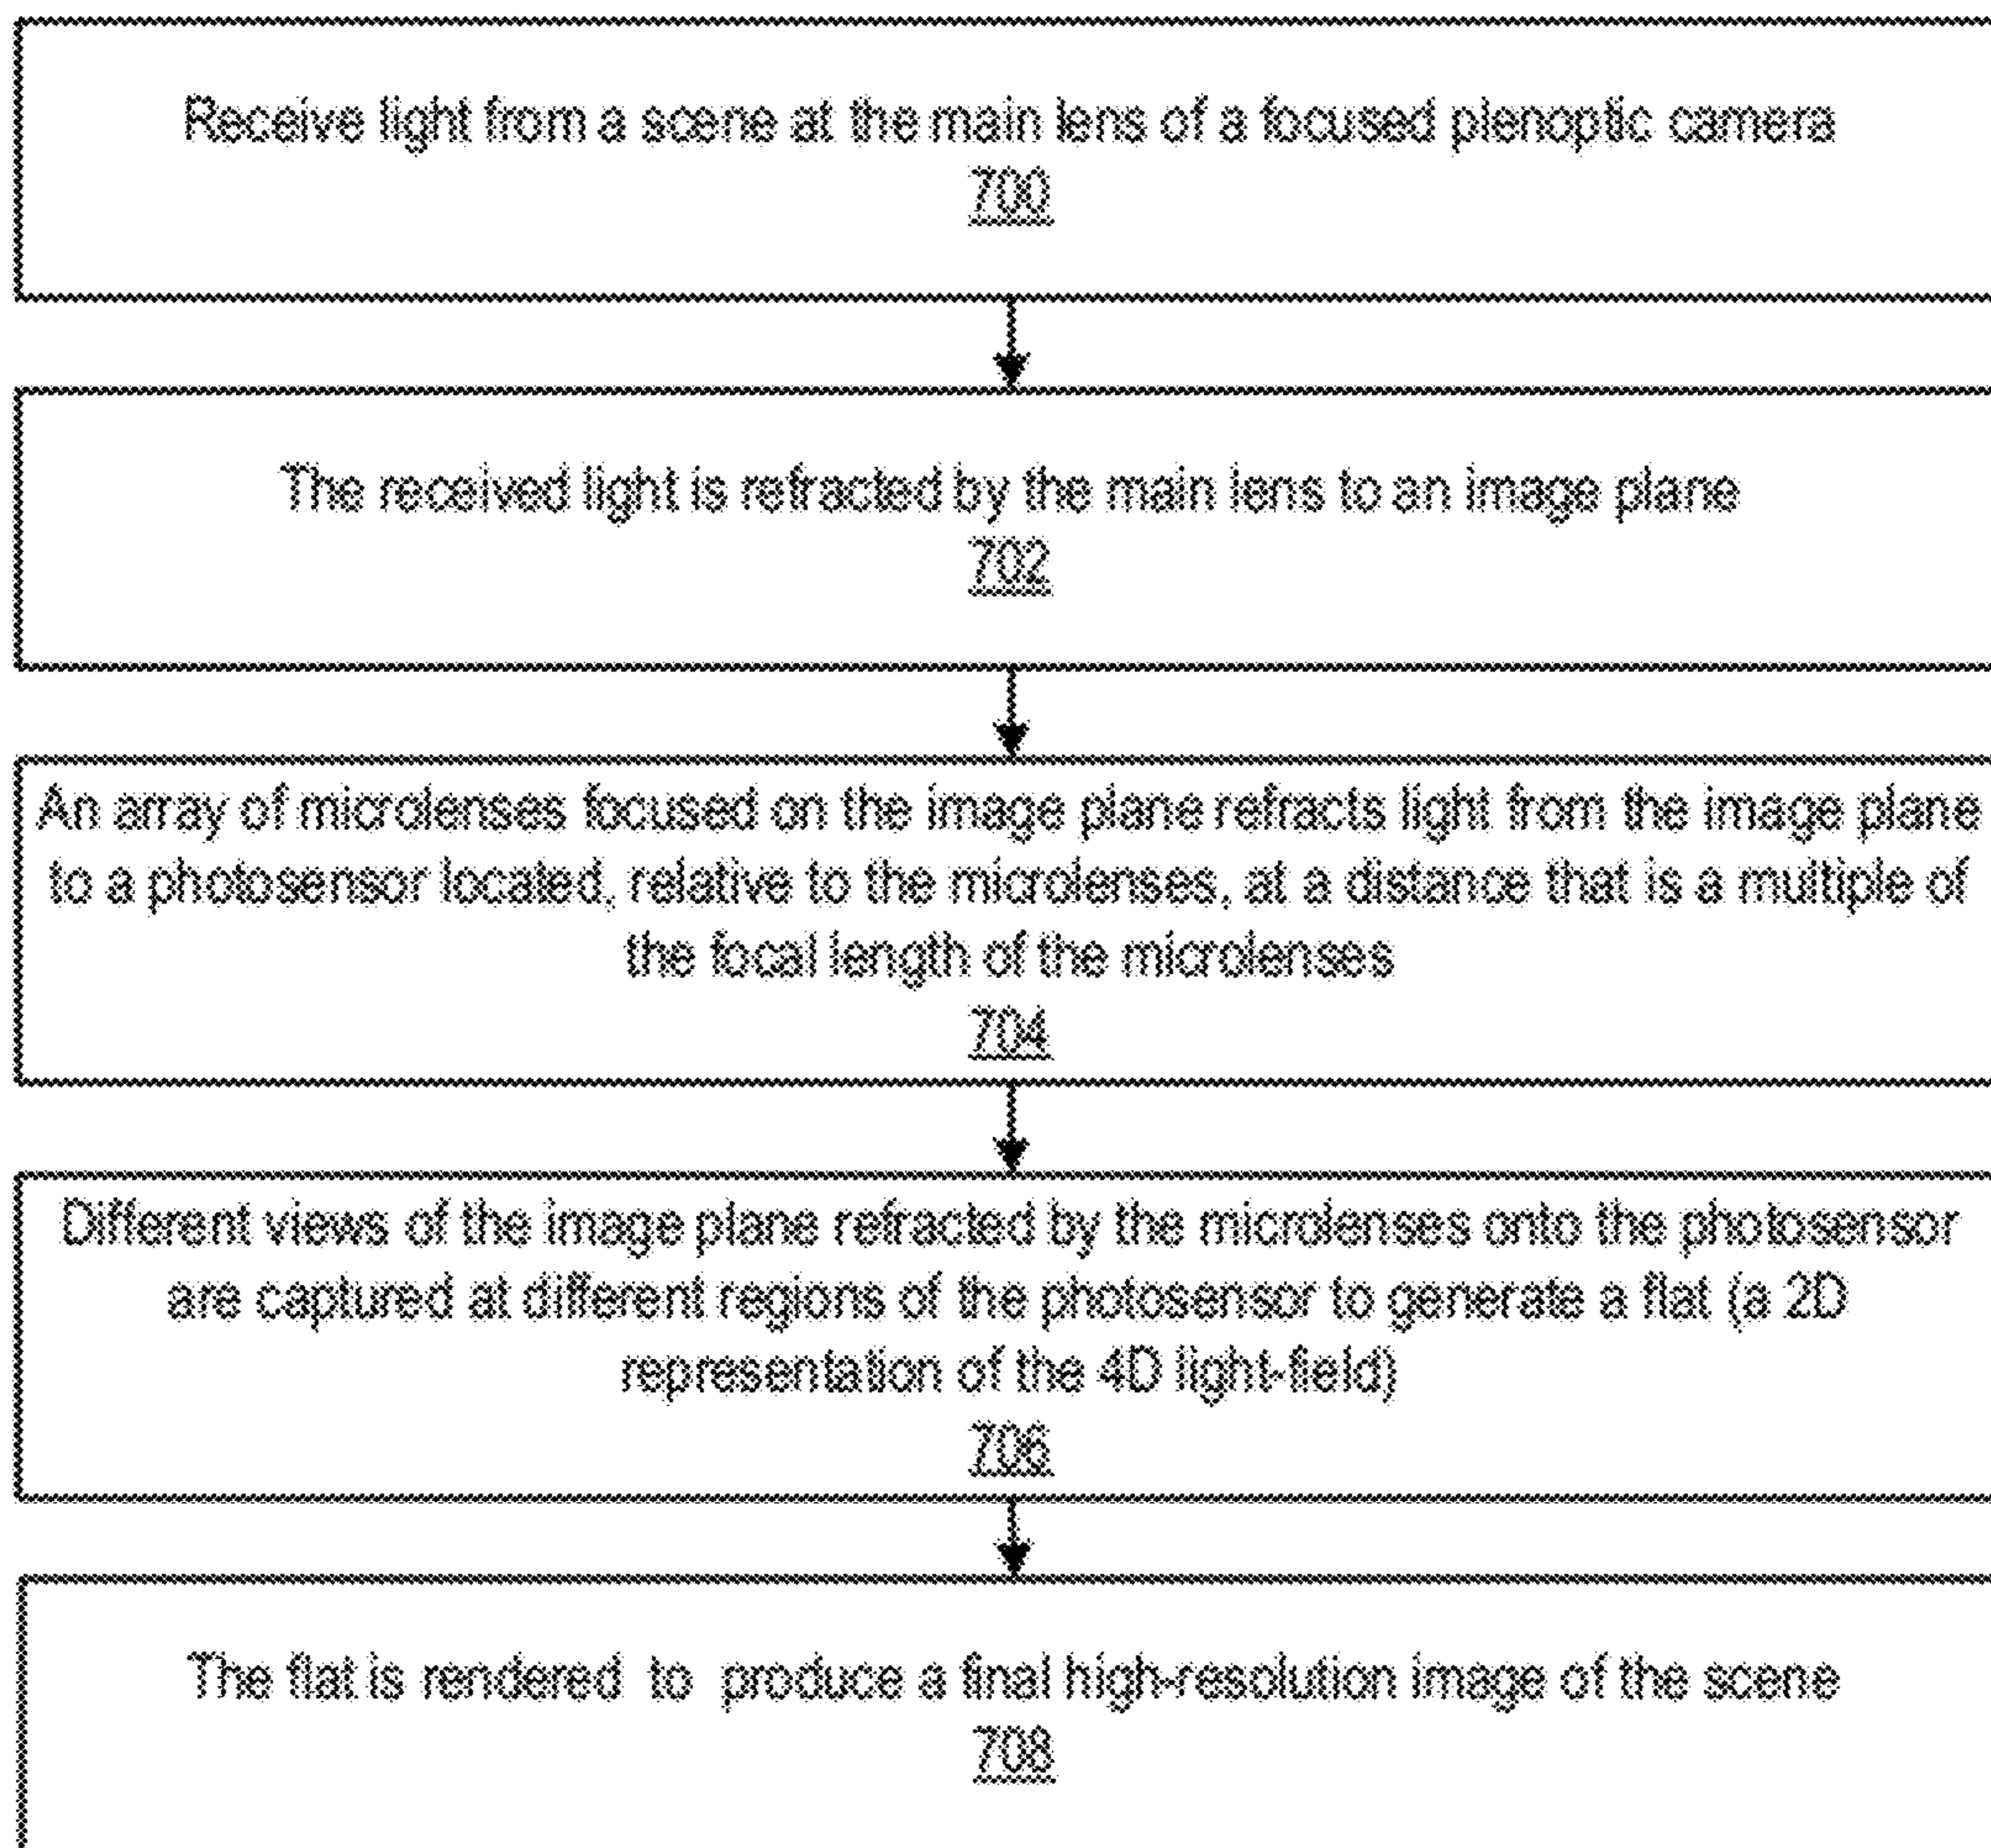 Receive light from a scene at the main lens of a focused plenoptic camera
700
The received light is refracted by the main lens to an image plane
702
An array of microlenses focused on the image plane refracts light from the image plane
to a photosensor located, relative to the microlenses, at a distance that is a multiple of
the focal length of the microlenses
704
Different views of the image plane refracted by the microlenses onto the photosensor
are captured at different regions of the photosensor to generate a flat (a 2D
representation of the 4D light-field)
706
The flat is rendered to produce a final high-resolution image of the scene
708